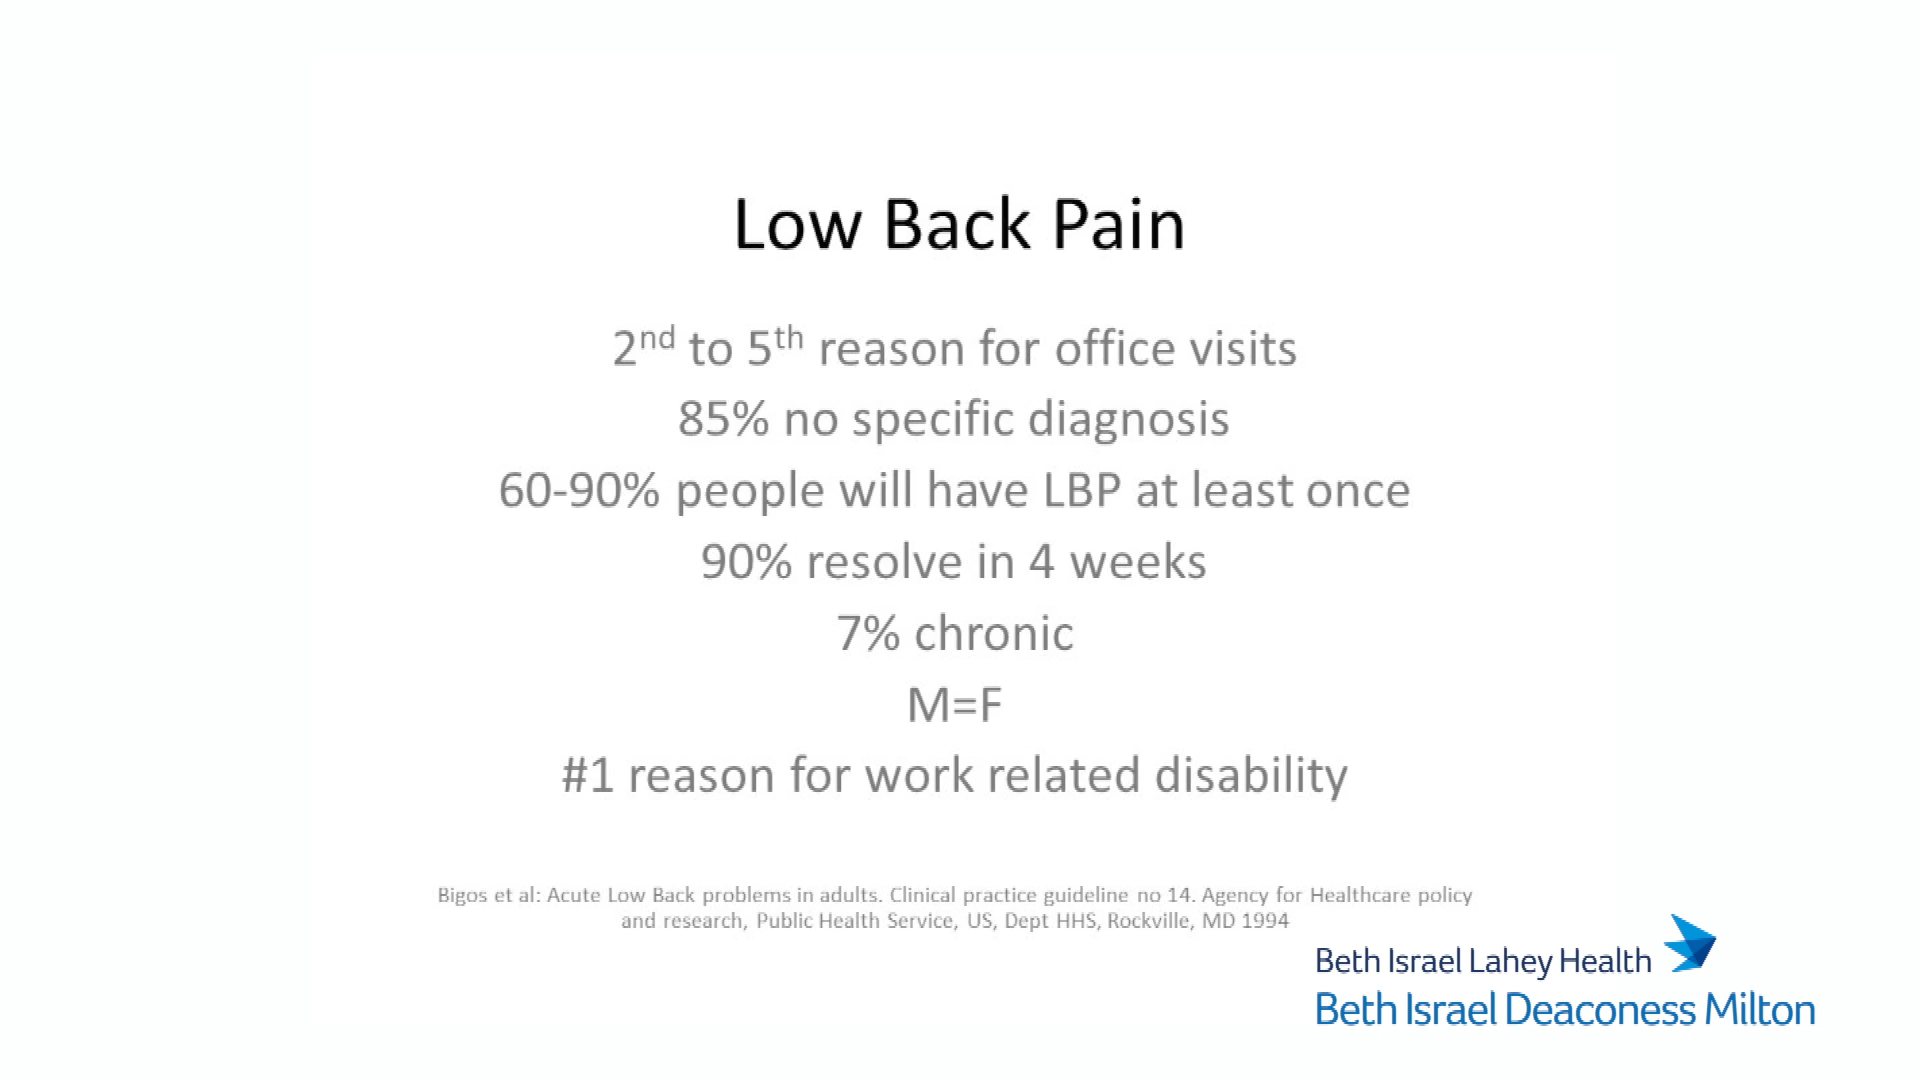 Low Back Pain
2nd to 5th reason for office visits
85% no specific diagnosis
60-90% people will have LBP at least once
90% resolve in 4 weeks
7% chronic
M=F
#1 reason for work related disability
Bigos et al: Acute Low Back problems in adults. Clinical practice guideline no 14. Agency for Healthcare policy
and research, Public Health Service, US, Dept HHS, Rockville, MD 1994
Beth Israel Lahey Health
Beth Israel Deaconess Milton